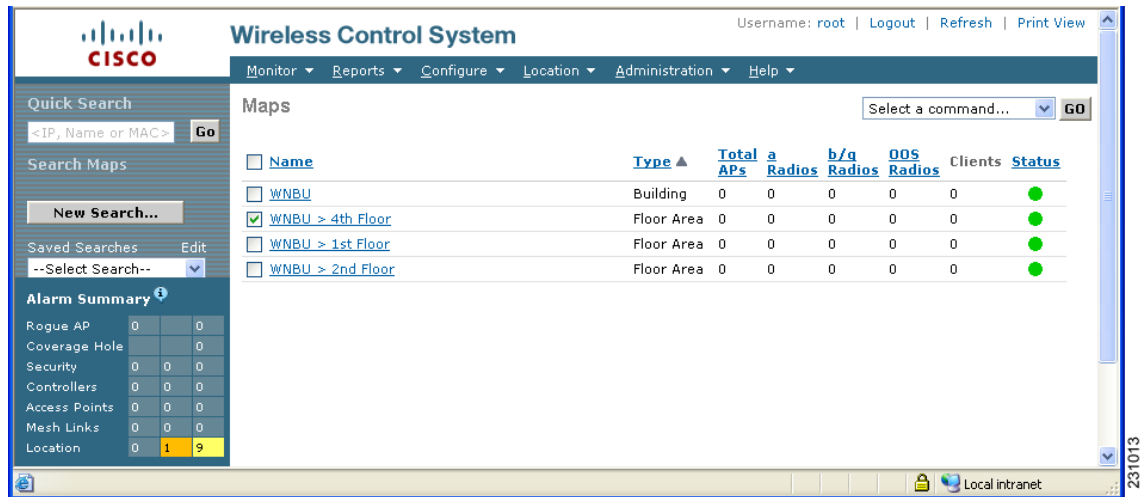 CISCO
Wireless Control System
Username: root | Logout | Refresh | Print View
Monitor Reports Configure Location Administration Help
Quick Search
<IP, Name or MAC> Go
Search Maps
New Search...
Saved Searches Edit
--Select Search--
Alarm Summary
Rogue AP 0 0
Coverage Hole 0
Security 0 0 0
Controllers 0 0 0
Access Points 0 0 0
Mesh Links 0 0 0
Location 0 1 9
Maps
Select a command... GO
Name Type Total APs a Radios b/g Radios OOS Radios Clients Status
WNBU Building 0 0 0 0 0
WNBU > 4th Floor Floor Area 0 0 0 0 0
WNBU > 1st Floor Floor Area 0 0 0 0 0
WNBU > 2nd Floor Floor Area 0 0 0 0 0
Local intranet
231013